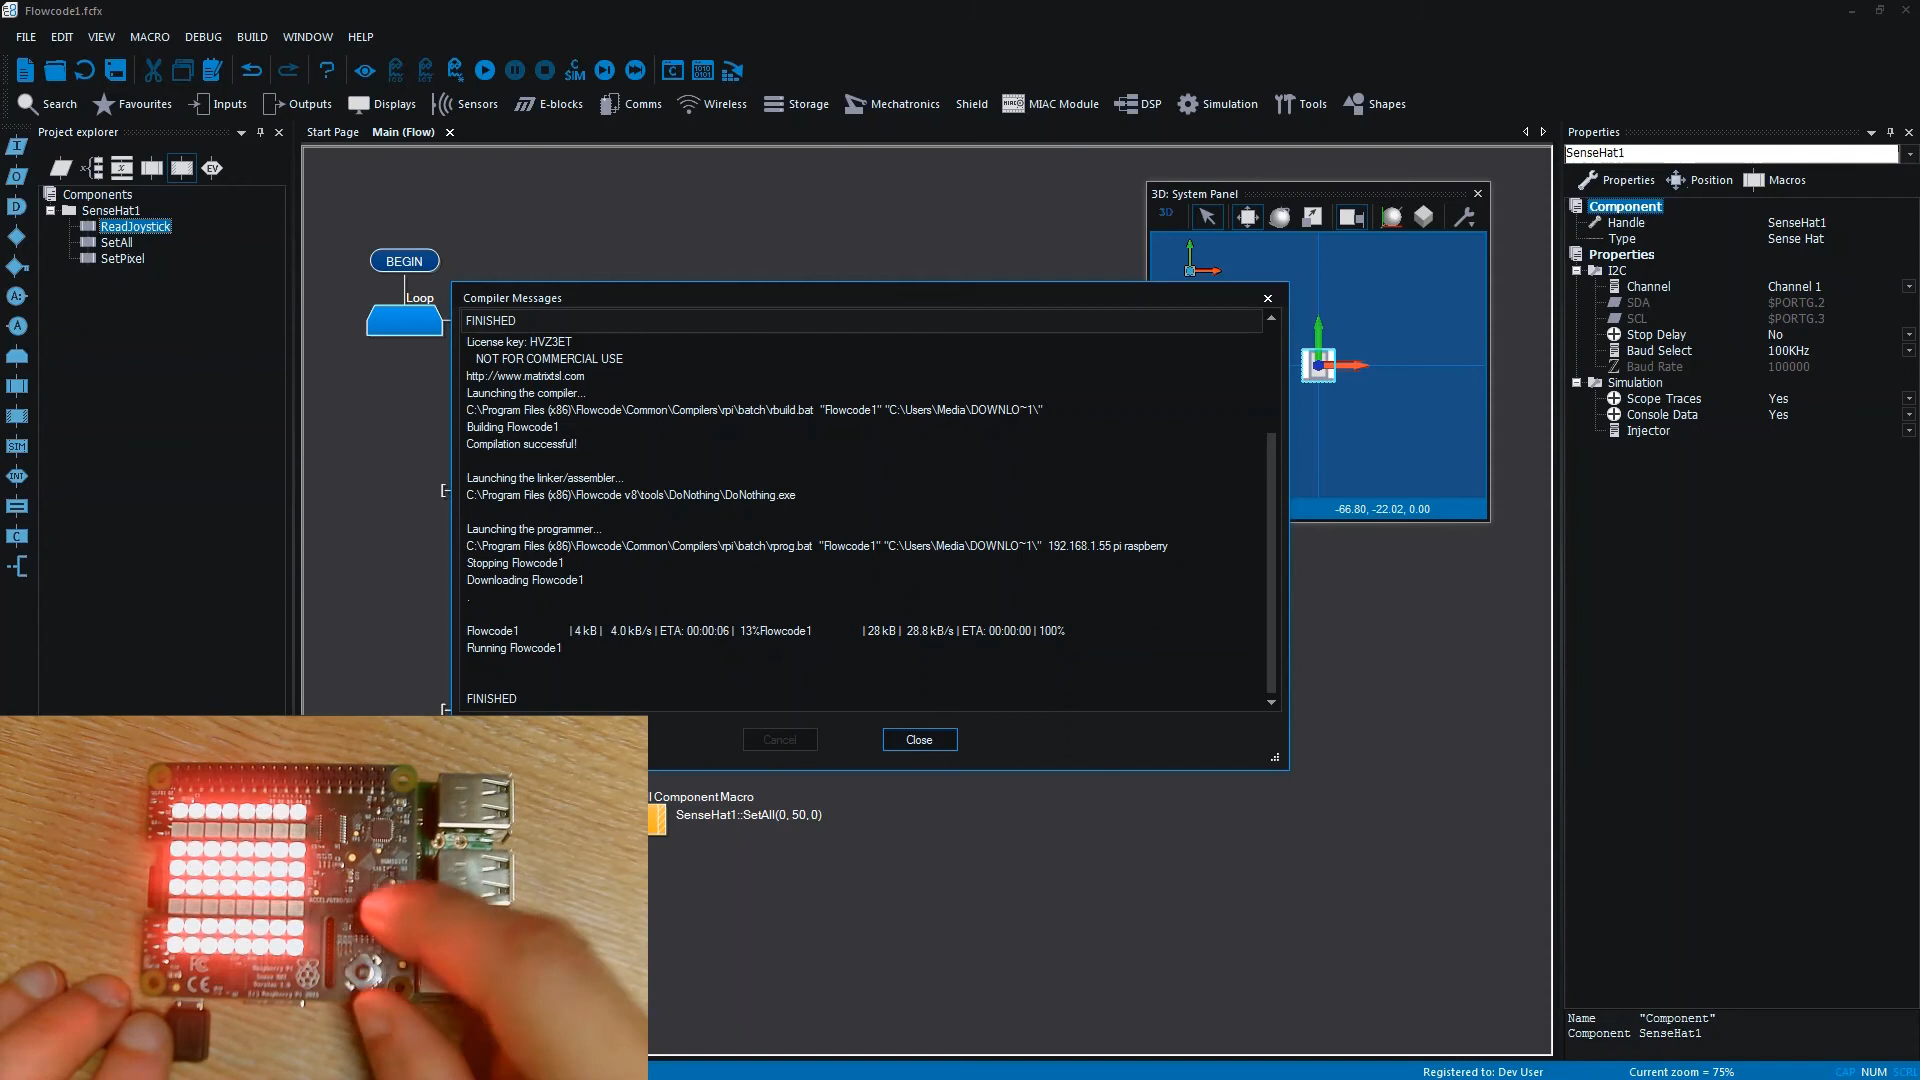 Flowcode1.fcfx
FILE EDIT VIEW MACRO DEBUG BUILD WINDOW HELP
C
SIM
Search Favourites Inputs Outputs Displays Sensors E-blocks Comms Wireless Storage Mechatronics Shield MIAC Module DSP Simulation Tools Shapes
Project explorer
Start Page Main (Flow)
Properties
SenseHat1
Properties Position Macros
Components
SenseHat1
ReadJoystick
SetAll
SetPixel
BEGIN
Loop
3D: System Panel
3D
-66.80, -22.02, 0.00
Component
Handle SenseHat1
Type Sense Hat
Properties
I2C
Channel Channel 1
SDA $PORTG.2
SCL $PORTG.3
Stop Delay No
Baud Select 100KHz
Baud Rate 100000
Simulation
Scope Traces Yes
Console Data Yes
Injector
Compiler Messages
FINISHED
License key: HVZ3ET
NOT FOR COMMERCIAL USE
http://www.matrixtsl.com
Launching the compiler...
C:\Program Files (x86)\Flowcode\Common\Compilers\rpi\batch\rbuild.bat "Flowcode1" "C:\Users\Media\DOWNLO~1\"
Building Flowcode1
Compilation successful!
Launching the linker/assembler...
C:\Program Files (x86)\Flowcode v8\tools\DoNothing\DoNothing.exe
Launching the programmer...
C:\Program Files (x86)\Flowcode\Common\Compilers\rpi\batch\rprog.bat "Flowcode1" "C:\Users\Media\DOWNLO~1\" 192.168.1.55 pi raspberry
Stopping Flowcode1
Downloading Flowcode1
.
Flowcode1 | 4 kB | 4.0 kB/s | ETA: 00:00:06 | 13%Flowcode1 | 28 kB | 28.8 kB/s | ETA: 00:00:00 | 100%
Running Flowcode1
FINISHED
Cancel Close
l Component Macro
SenseHat1::SetAll(0, 50, 0)
Raspberry Pi
Sense HAT
Name "Component"
Component SenseHat1
Registered to: Dev User Current zoom = 75% CAP NUM SCRL